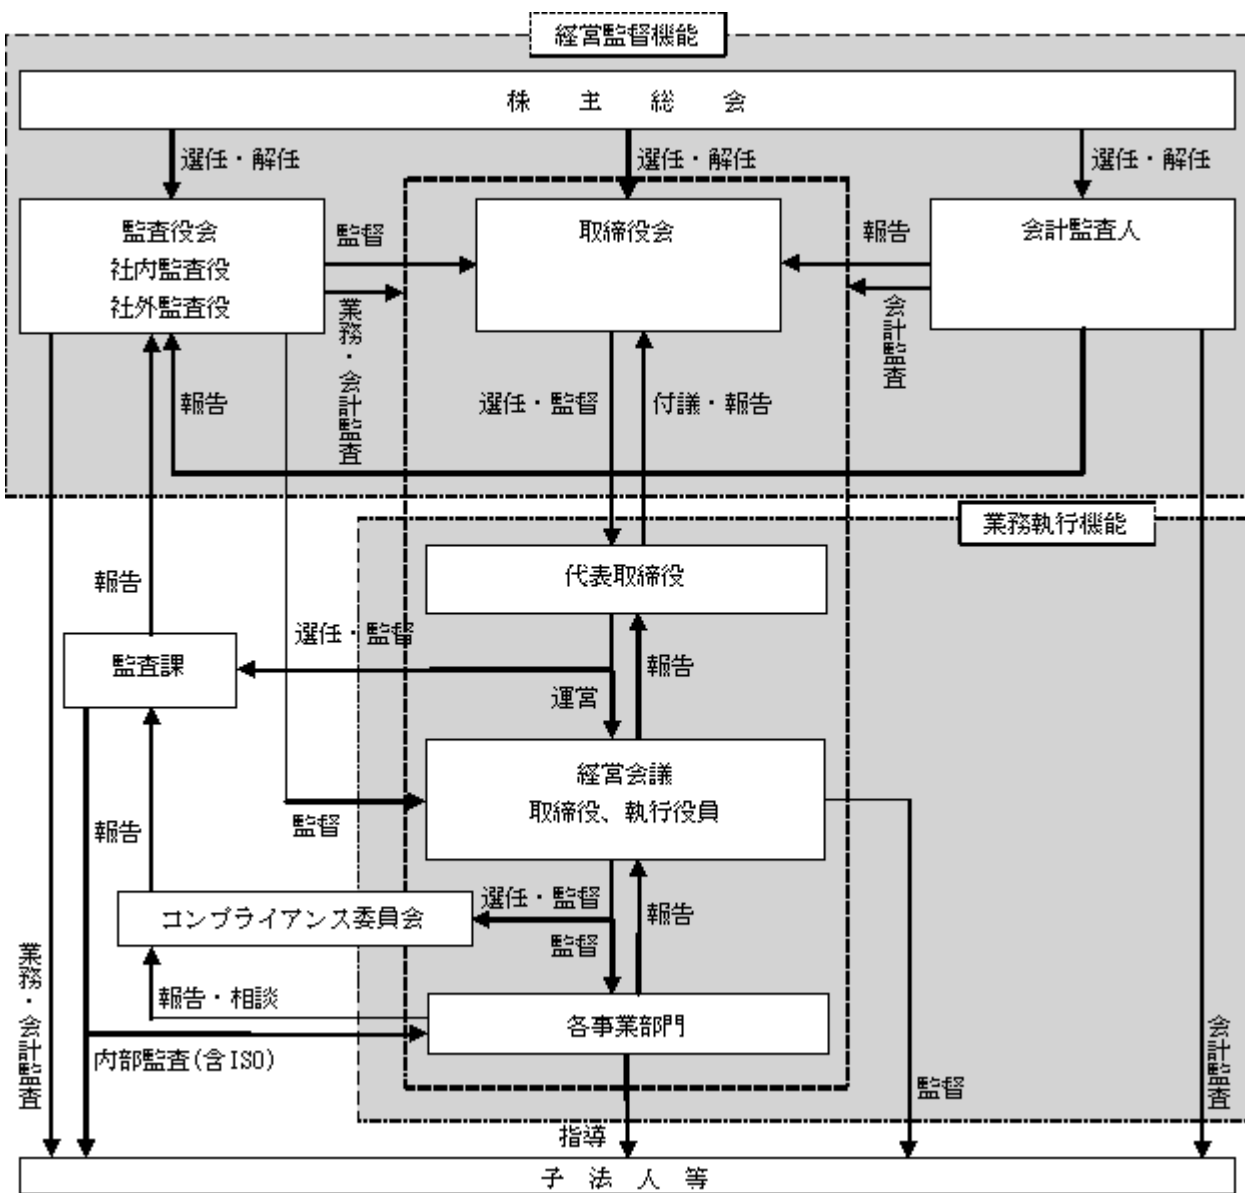 経営監督機能
株主総会
選任・解任
選任・解任
選任・解任
監査役会
社内監査役
社外監査役
監督
取締役会
報告
会計監査人
業務・会計監査
会計監査
報告
選任・監督
付議・報告
業務執行機能
代表取締役
報告
選任・監督
監査課
報告
運営
経営会議
取締役、執行役員
報告
監督
選任・監督
コンプライアンス委員会
報告
監督
業務・会計監査
報告・相談
各事業部門
会計監査
内部監査(含ISO)
監督
指導
子法人等